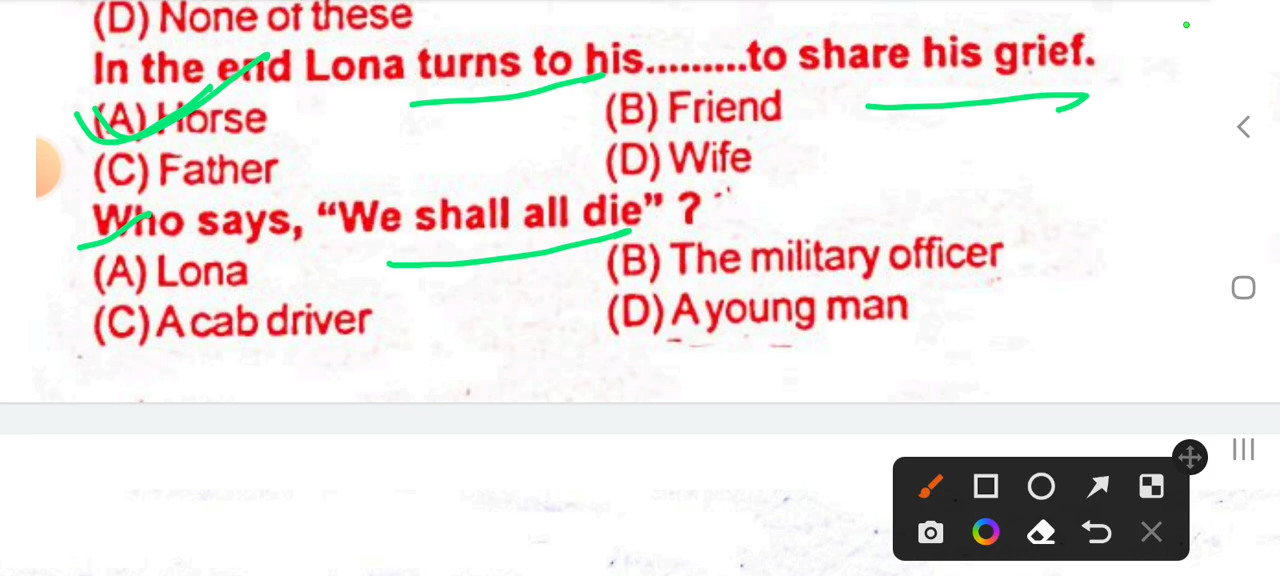 (D) None of these
In the end Lona turns to his.........to share his grief.
(A) Horse (B) Friend
(C) Father (D) Wife
Who says, “We shall all die” ?
(A) Lona (B) The military officer
(C) A cab driver (D) A young man